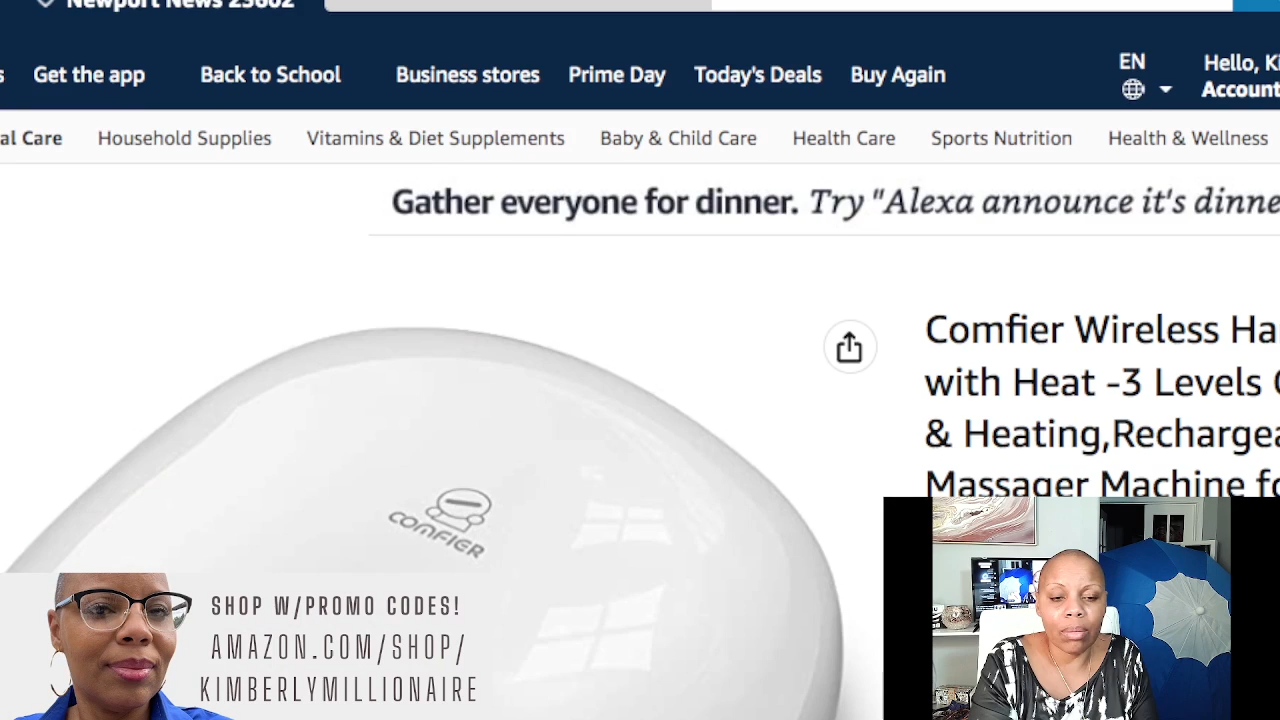 Newport News 23602
s Get the app Back to School Business stores Prime Day Today's Deals Buy Again
EN
Hello, Ki
Account
al Care Household Supplies Vitamins & Diet Supplements Baby & Child Care Health Care Sports Nutrition Health & Wellness
Gather everyone for dinner. Try "Alexa announce it's dinne
Comfier Wireless Ha
with Heat -3 Levels C
& Heating,Rechargea
Massager Machine fo
COMFIER
SHOP W/PROMO CODES!
AMAZON.COM/SHOP/
KIMBERLYMILLIONAIRE